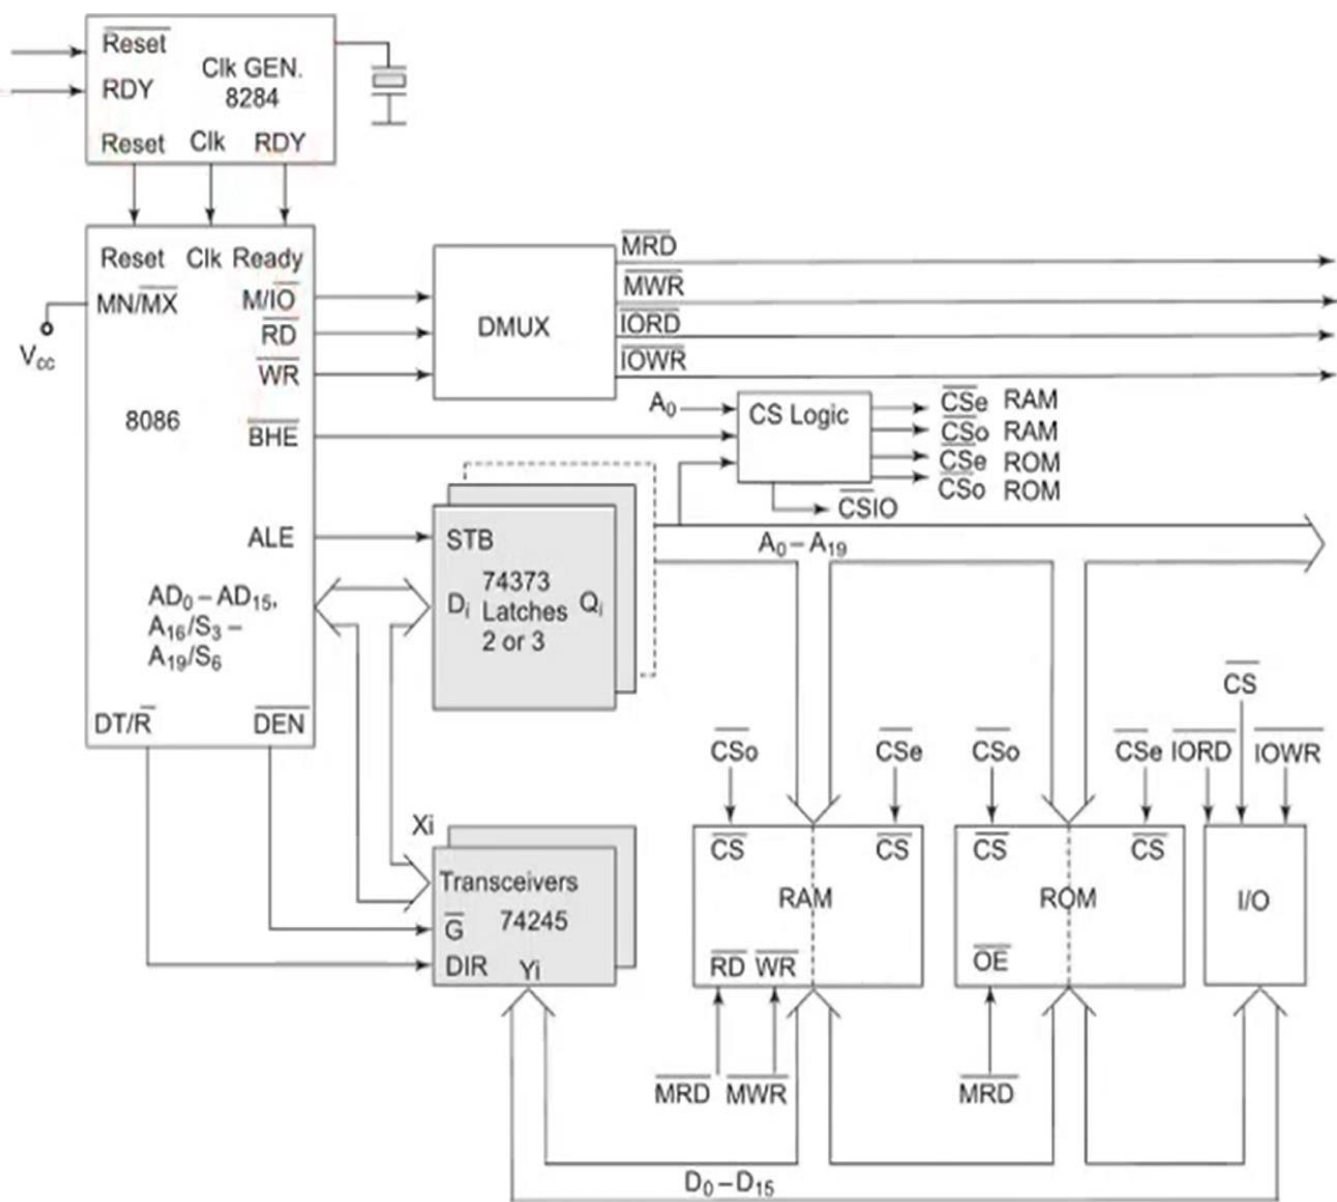 Reset
RDY
Clk GEN.
8284
Reset Clk RDY
Reset Clk Ready
MN/MX
M/IO
RD
WR
Vcc
8086
BHE
ALE
AD0–AD15,
A16/S3–
A19/S6
DT/R
DEN
DMUX
MRD
MWR
IORD
IOWR
A0
CS Logic
CSe RAM
CSo RAM
CSe ROM
CSo ROM
CSIO
A0–A19
STB
74373
Di Latches Qi
2 or 3
Xi
Transceivers
74245
G
DIR
Yi
CSo
CSe
CSo
CSe
IORD
CS
IOWR
CS
CS
RAM
RD WR
CS
CS
ROM
OE
I/O
MRD
MWR
MRD
D0–D15